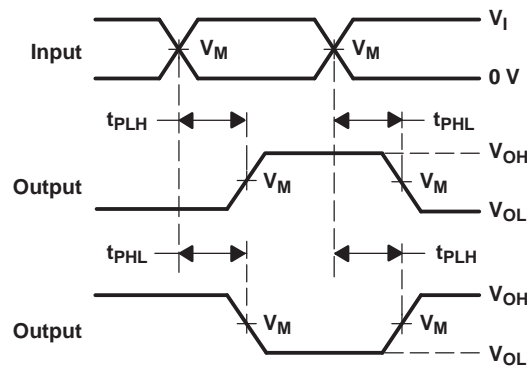 V_I
Input
V_M
V_M
0 V
t_PLH
t_PHL
V_OH
Output
V_M
V_M
V_OL
t_PHL
t_PLH
V_OH
Output
V_M
V_M
V_OL